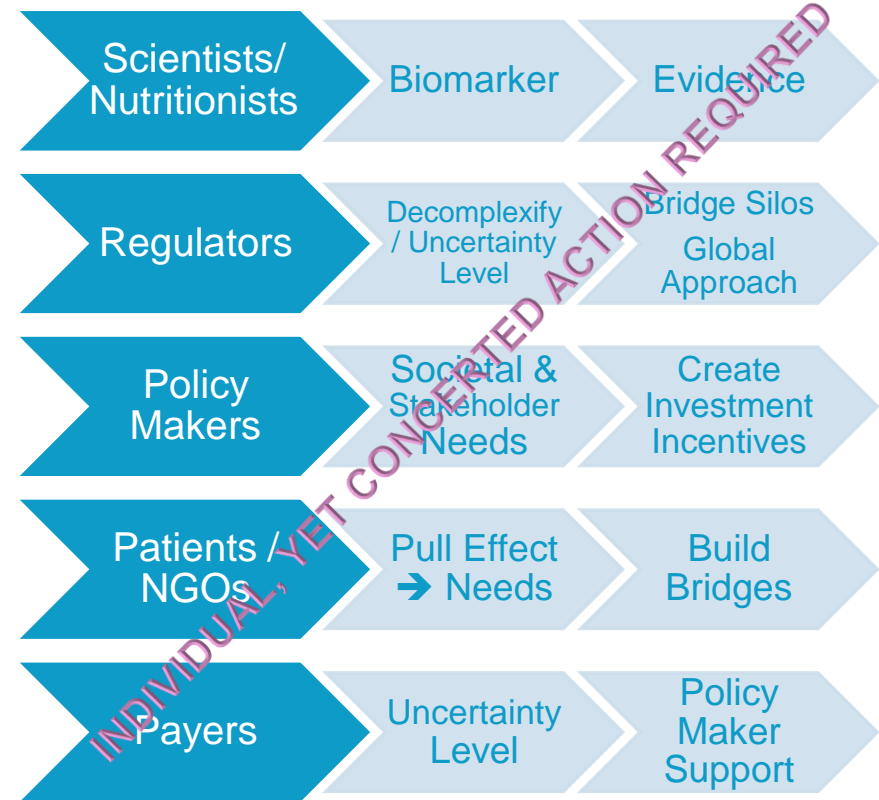 Scientists/
Nutritionists
Biomarker
Evidence
Regulators
Decomplexify
/ Uncertainty
Level
Bridge Silos
Global
Approach
Policy
Makers
Societal &
Stakeholder
Needs
Create
Investment
Incentives
Patients /
NGOs
Pull Effect
➔ Needs
Build
Bridges
Payers
Uncertainty
Level
Policy
Maker
Support
INDIVIDUAL, YET CONCERTED ACTION REQUIRED